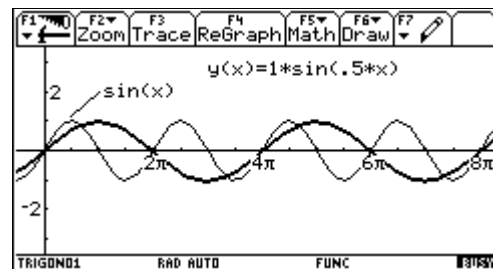 F1 F2 F3 F4 F5 F6 F7
Zoom Trace ReGraph Math Draw
y(x)=1*sin(.5*x)
2
sin(x)
2π 4π 6π 8π
-2
TRIGONO1 RAD AUTO FUNC BUSY